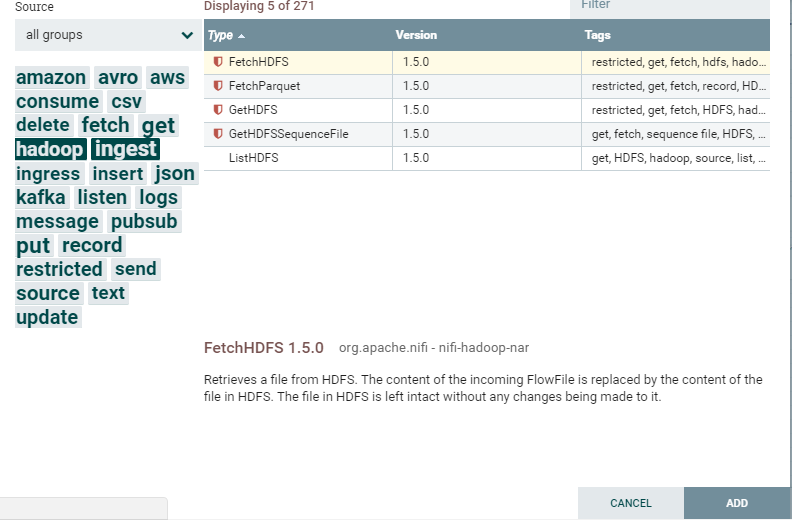 Source
Displaying 5 of 271
Filter
all groups
Type Version Tags
FetchHDFS 1.5.0 restricted, get, fetch, hdfs, hado...
FetchParquet 1.5.0 restricted, get, fetch, record, HD...
GetHDFS 1.5.0 restricted, get, fetch, HDFS, had...
GetHDFSSequenceFile 1.5.0 get, fetch, sequence file, HDFS, ...
ListHDFS 1.5.0 get, HDFS, hadoop, source, list, ...
amazon avro aws
consume csv
delete fetch get
hadoop ingest
ingress insert json
kafka listen logs
message pubsub
put record
restricted send
source text
update
FetchHDFS 1.5.0 org.apache.nifi - nifi-hadoop-nar
Retrieves a file from HDFS. The content of the incoming FlowFile is replaced by the content of the
file in HDFS. The file in HDFS is left intact without any changes being made to it.
CANCEL ADD